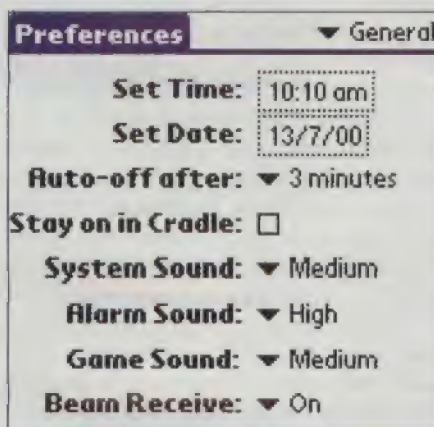 Preferences General
Set Time: 10:10 am
Set Date: 13/7/00
Auto-off after: 3 minutes
Stay on in Cradle:
System Sound: Medium
Alarm Sound: High
Game Sound: Medium
Beam Receive: On